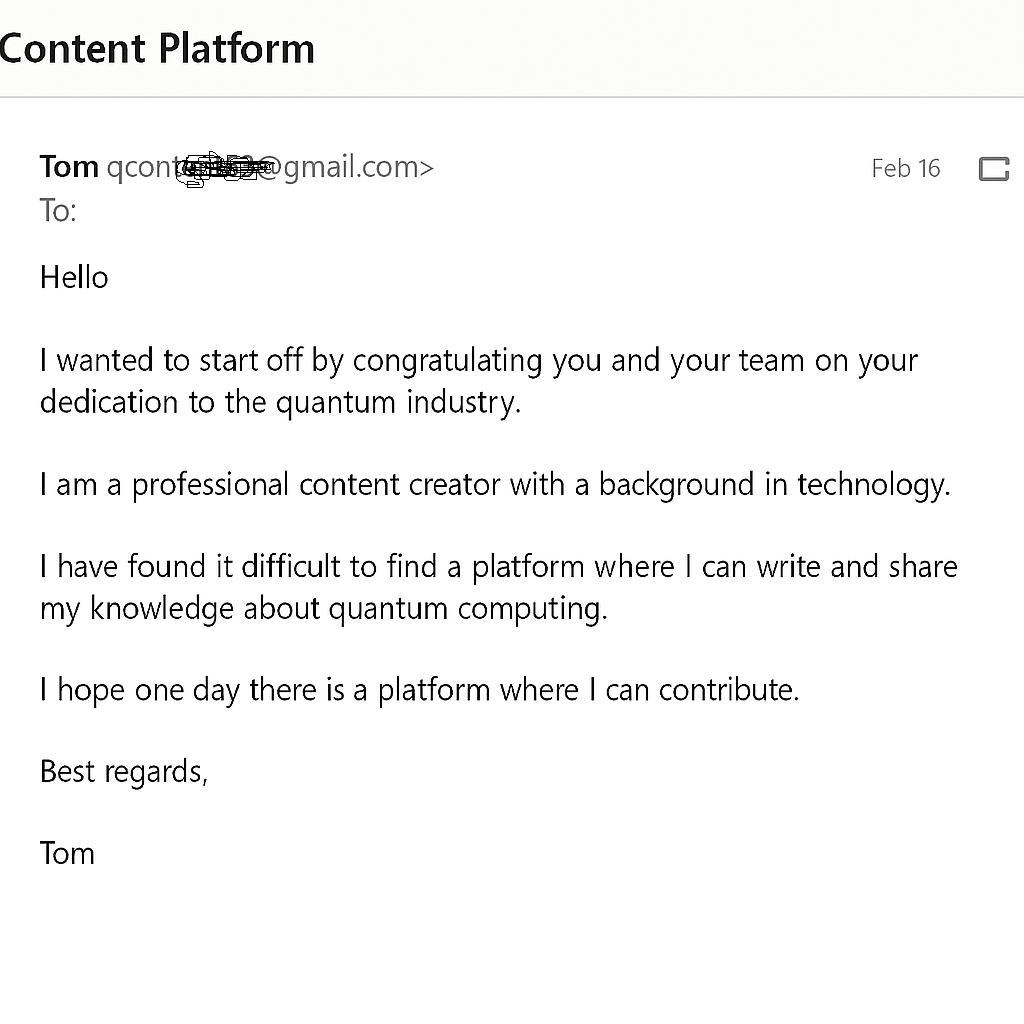 Content Platform
Tom @gmail.com>
Feb 16
To:
Hello
I wanted to start off by congratulating you and your team on your
dedication to the quantum industry.
I am a professional content creator with a background in technology.
I have found it difficult to find a platform where I can write and share
my knowledge about quantum computing.
I hope one day there is a platform where I can contribute.
Best regards,
Tom